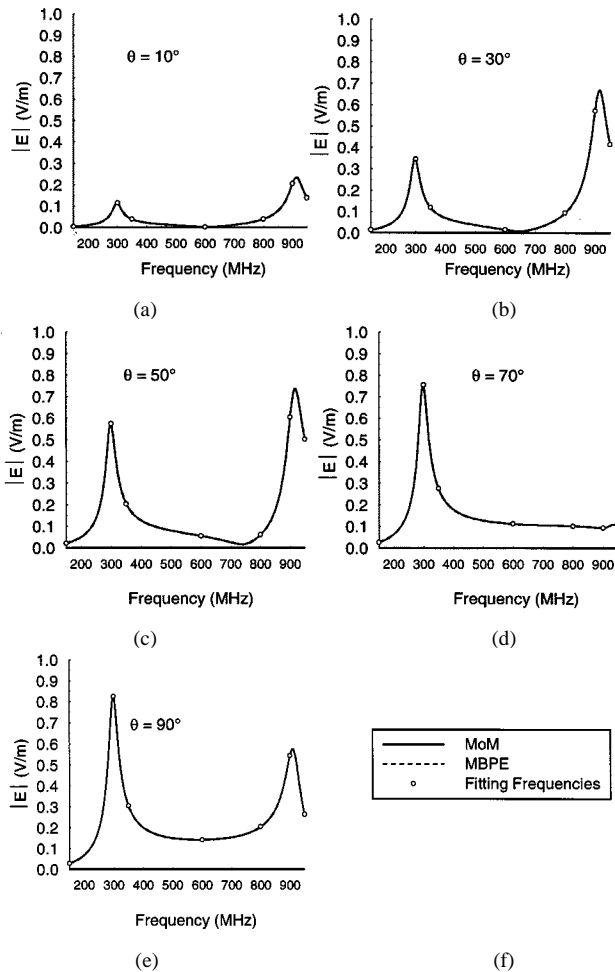 1.0
0.9
0.8
0.7
0.6
0.5
0.4
0.3
0.2
0.1
0.0
|E| (V/m)
θ = 10°
200 300 400 500 600 700 800 900
Frequency (MHz)
(a)
1.0
0.9
0.8
0.7
0.6
0.5
0.4
0.3
0.2
0.1
0.0
|E| (V/m)
θ = 30°
200 300 400 500 600 700 800 900
Frequency (MHz)
(b)
1.0
0.9
0.8
0.7
0.6
0.5
0.4
0.3
0.2
0.1
0.0
|E| (V/m)
θ = 50°
200 300 400 500 600 700 800 900
Frequency (MHz)
(c)
1.0
0.9
0.8
0.7
0.6
0.5
0.4
0.3
0.2
0.1
0.0
|E| (V/m)
θ = 70°
200 300 400 500 600 700 800 900
Frequency (MHz)
(d)
1.0
0.9
0.8
0.7
0.6
0.5
0.4
0.3
0.2
0.1
0.0
|E| (V/m)
θ = 90°
200 300 400 500 600 700 800 900
Frequency (MHz)
(e)
MoM
MBPE
Fitting Frequencies
(f)